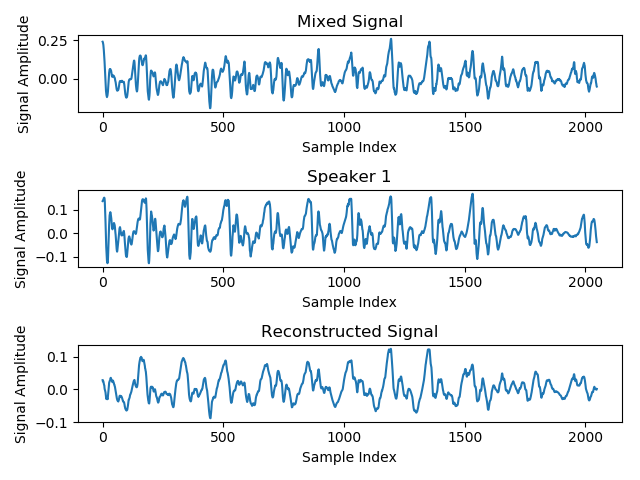 Mixed Signal
Signal Amplitude
0.25
0.00
0 500 1000 1500 2000
Sample Index
Speaker 1
Signal Amplitude
0.1
0.0
−0.1
0 500 1000 1500 2000
Sample Index
Reconstructed Signal
Signal Amplitude
0.1
0.0
−0.1
0 500 1000 1500 2000
Sample Index